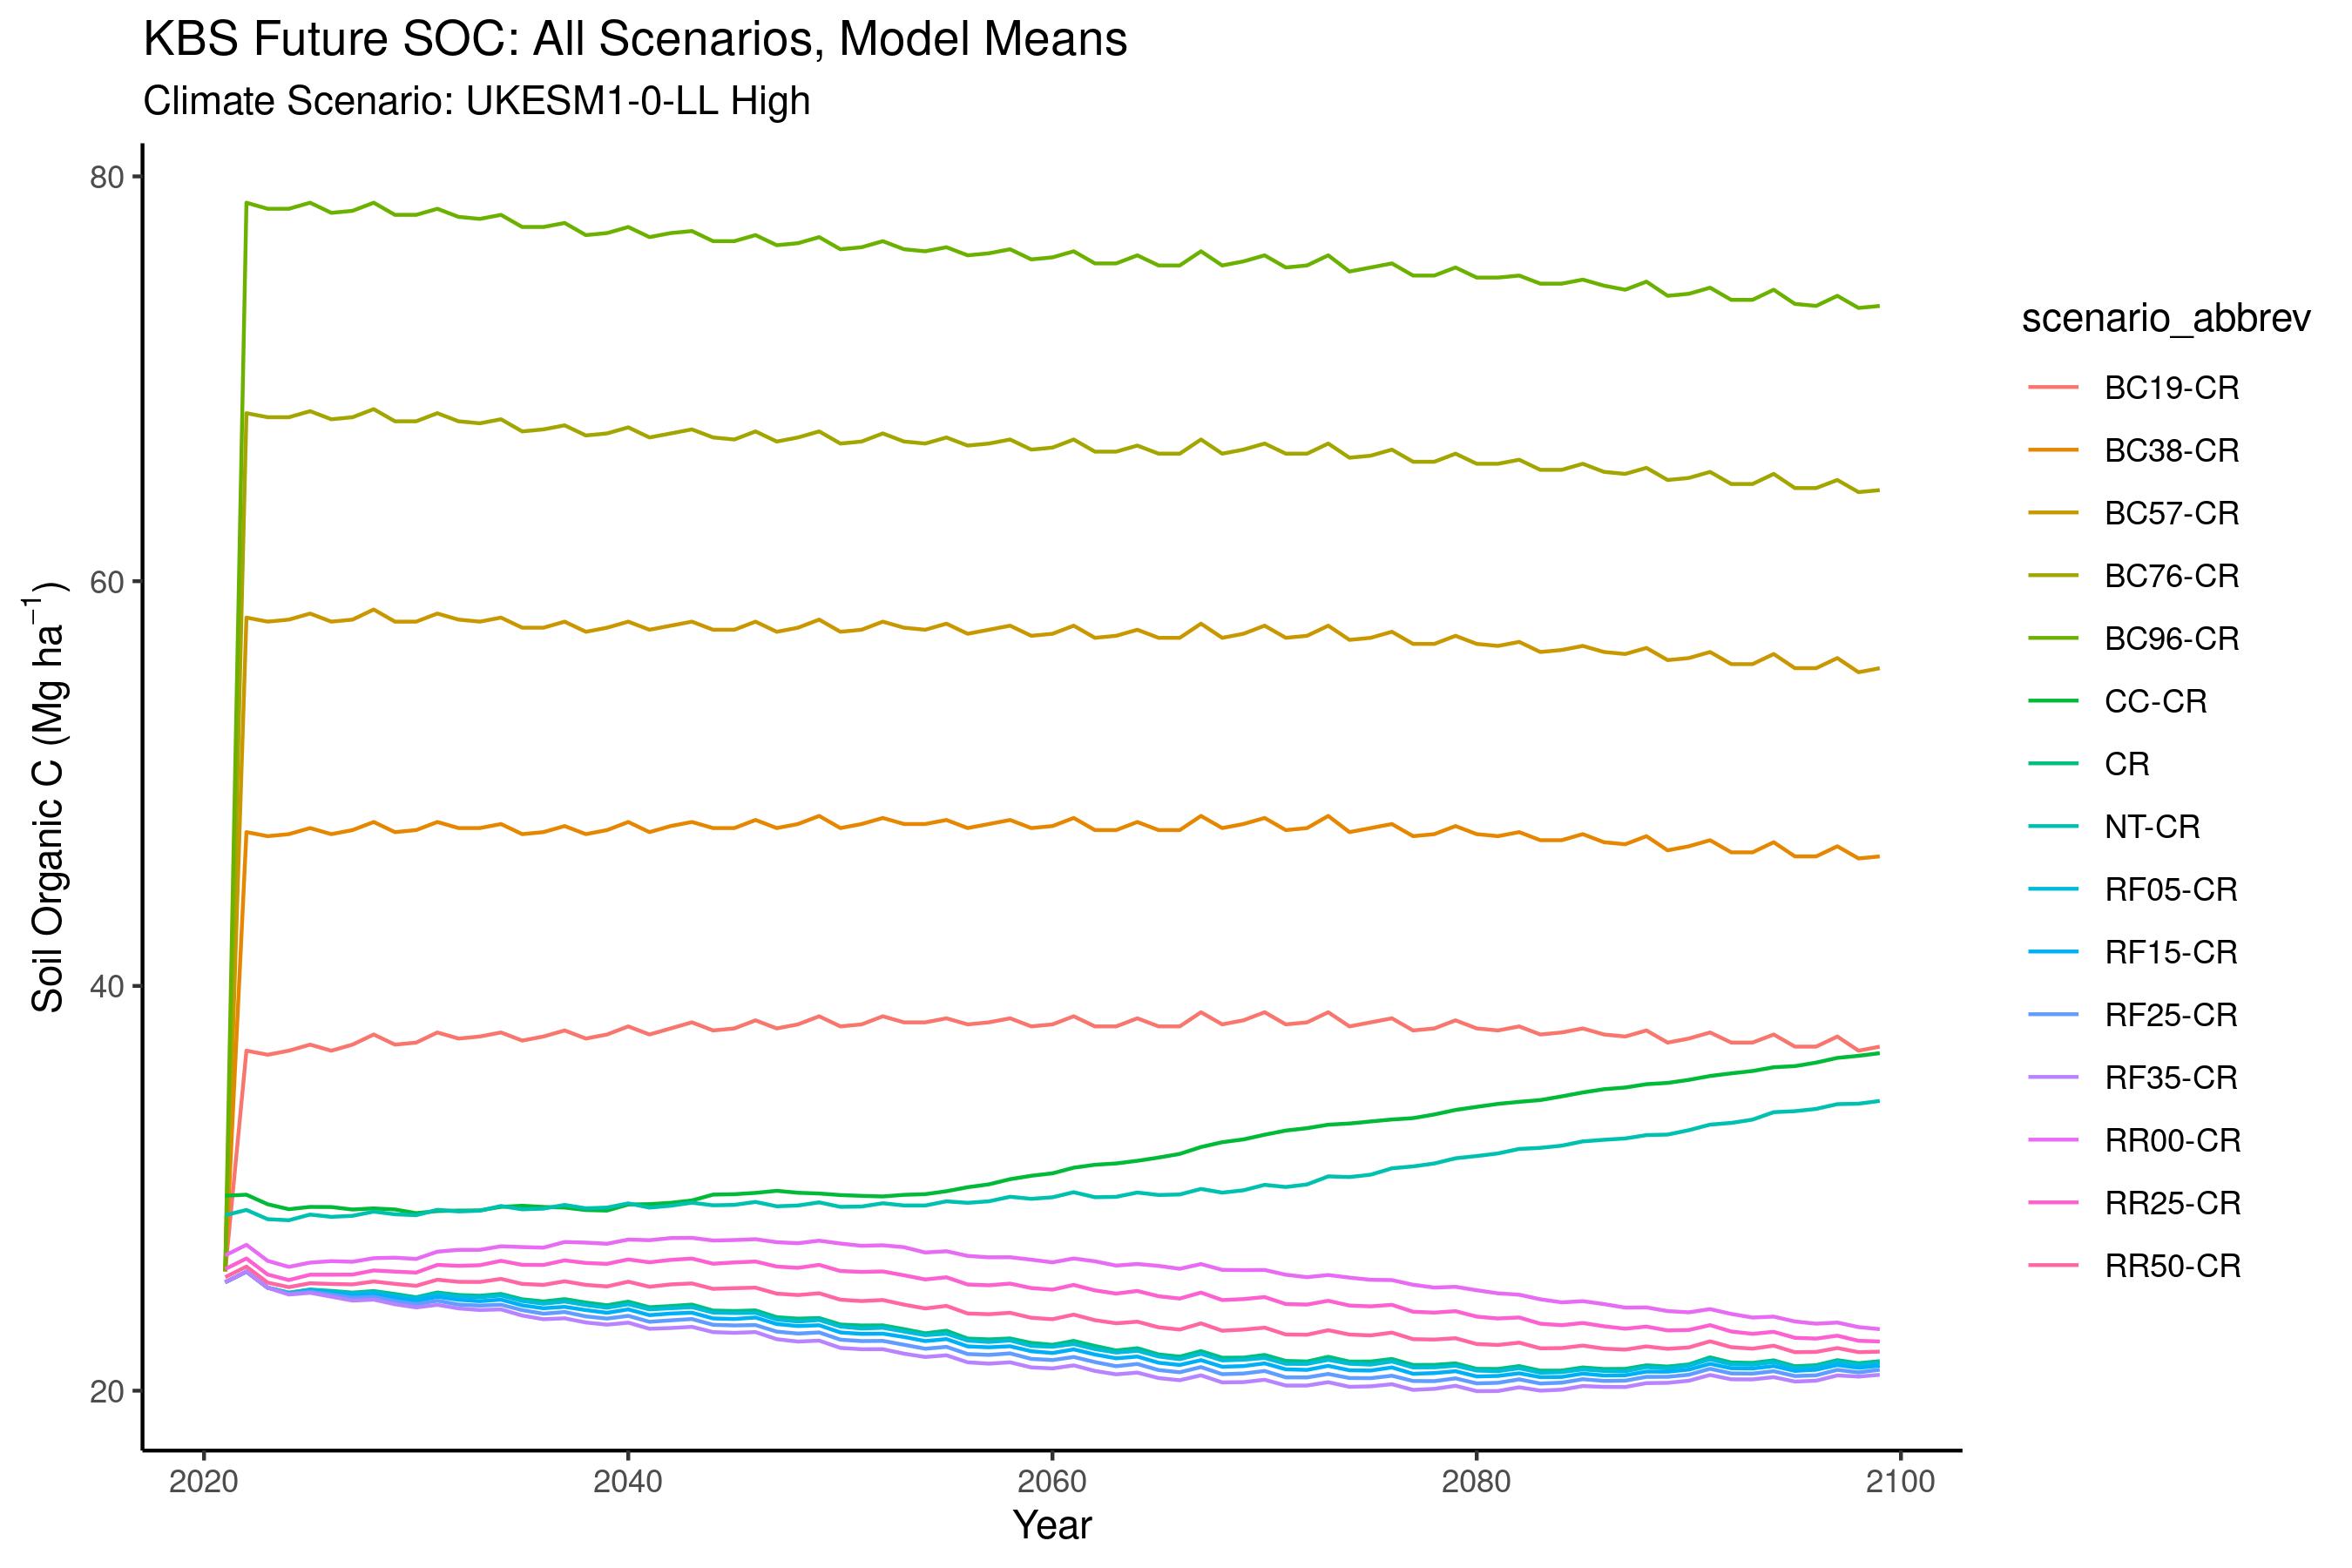 KBS Future SOC: All Scenarios, Model Means
Climate Scenario: UKESM1-0-LL High
Soil Organic C (Mg ha⁻¹)
80
60
40
20
2020
2040
2060
2080
2100
Year
scenario_abbrev
BC19-CR
BC38-CR
BC57-CR
BC76-CR
BC96-CR
CC-CR
CR
NT-CR
RF05-CR
RF15-CR
RF25-CR
RF35-CR
RR00-CR
RR25-CR
RR50-CR